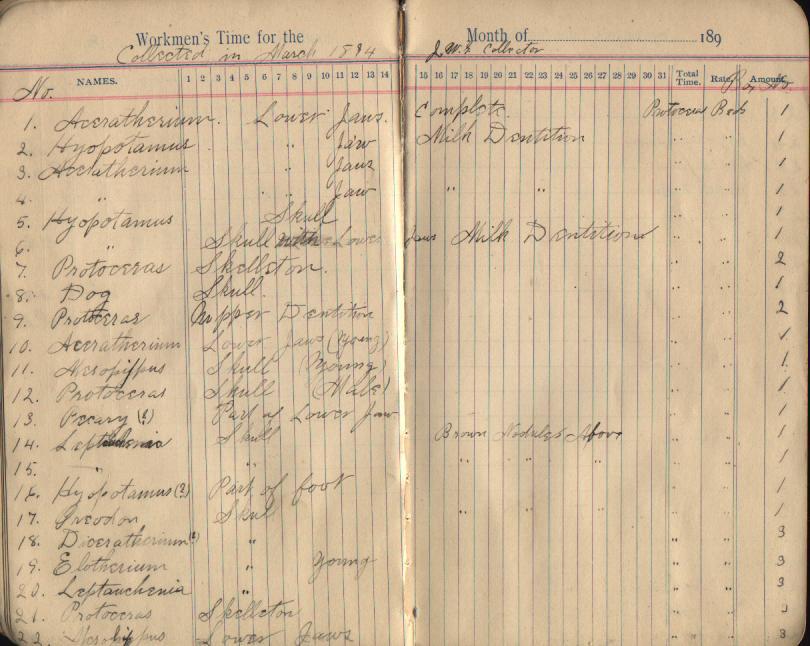 Workmen's Time for the Month of 189
Collected in March 1894 J.W.G. Collector
No. NAMES. 1 2 3 4 5 6 7 8 9 10 11 12 13 14 15 16 17 18 19 20 21 22 23 24 25 26 27 28 29 30 31 Total Time. Rate. Amount. Box No.
1. Aceratherium. Lower Jaws. Complete. Protoceras Beds 1
2. Hyopotamus " Jaw Milk Dentition " " 1
3. Aceratherium " Jaws " " 1
4. " " " Jaw " " " " 1
5. Hyopotamus Skull " " 1
6. " Skull with Lower Jaws Milk Dentition " " 1
7. Protoceras Skelleton. " " 2
8. Dog Skull. " " 1
9. Protoceras Upper Dentition " " 2
10. Aceratherium Lower Jaws (Young) " " 1
11. Mesohippus Skull (Young) " " 1
12. Protoceras Skull (Male) " " 1
13. Pecary (?) Part of Lower Jaw " " 1
14. Skull Brown Nodules Above " " 1
15. " " " " " " " 1
16. Hyopotamus (?) Part of foot " " 1
17. Oreodon Skull " " " " 1
18. Diceratherium (?) " " " 3
19. Elotherium " Young " " 3
20. Leptauchenia " " " 3
21. Protoceras Skelleton " " 3
22. Mesohippus Lower Jaws " " " 3